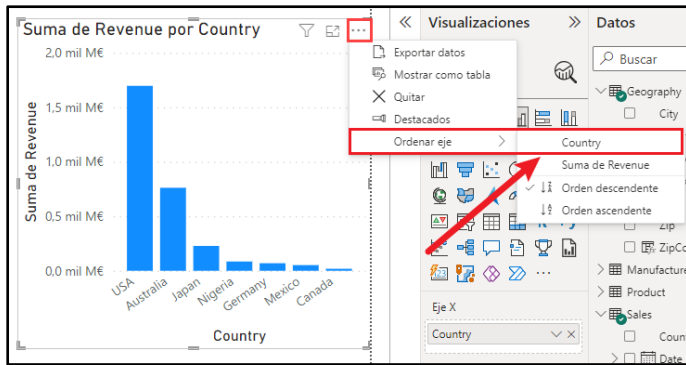 Suma de Revenue por Country
2,0 mil M€
1,5 mil M€
1,0 mil M€
0,5 mil M€
0,0 mil M€
Suma de Revenue
USA
Australia
Japan
Nigeria
Germany
Mexico
Canada
Country
Exportar datos
Mostrar como tabla
Quitar
Destacados
Ordenar eje
Country
Suma de Revenue
Orden descendente
Orden ascendente
Visualizaciones
Eje X
Country
Datos
Buscar
Geography
City
Zip
Manufacture
Product
Sales
Date